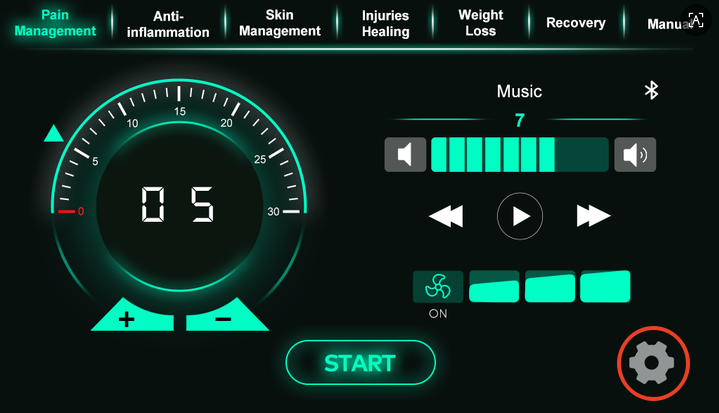 Pain
Management
Anti-
inflammation
Skin
Management
Injuries
Healing
Weight
Loss
Recovery
Manua
Music
7
0
5
10
15
20
25
30
05
+
−
ON
START